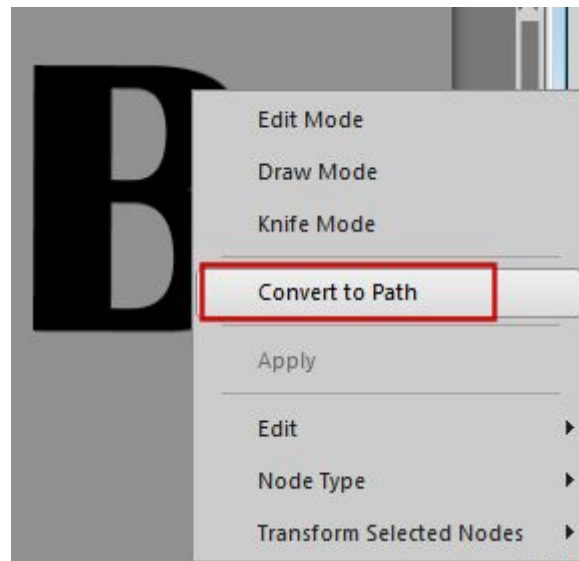 B
Edit Mode
Draw Mode
Knife Mode
Convert to Path
Apply
Edit
Node Type
Transform Selected Nodes